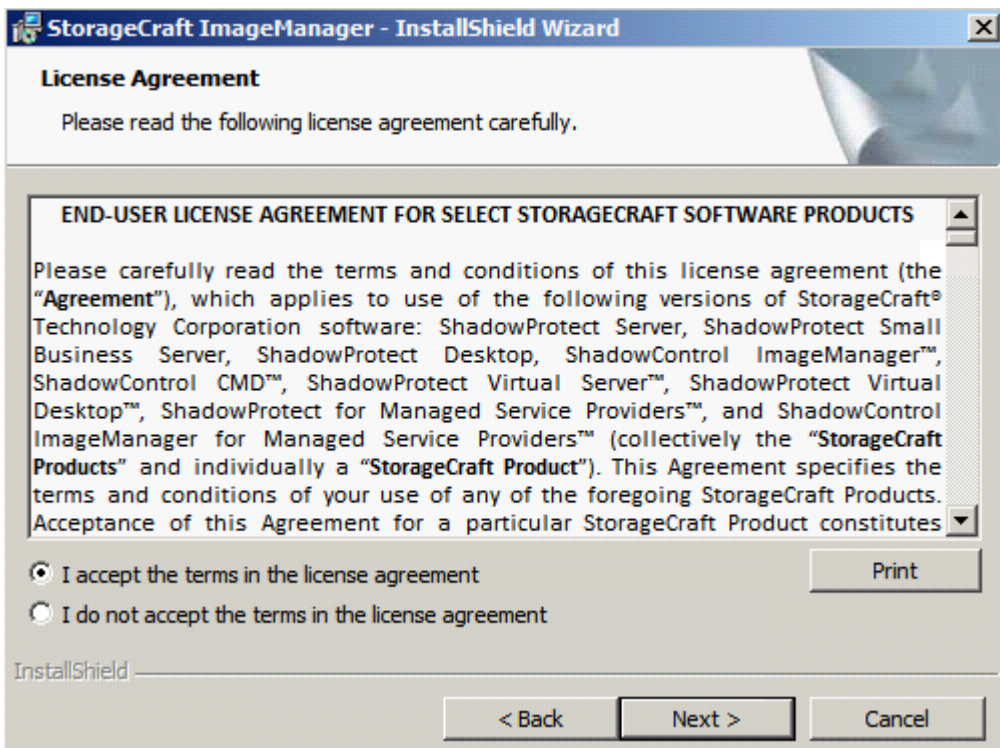 StorageCraft ImageManager - InstallShield Wizard
License Agreement
Please read the following license agreement carefully.
END-USER LICENSE AGREEMENT FOR SELECT STORAGECRAFT SOFTWARE PRODUCTS
Please carefully read the terms and conditions of this license agreement (the
“Agreement”), which applies to use of the following versions of StorageCraft®
Technology Corporation software: ShadowProtect Server, ShadowProtect Small
Business Server, ShadowProtect Desktop, ShadowControl ImageManager™,
ShadowControl CMD™, ShadowProtect Virtual Server™, ShadowProtect Virtual
Desktop™, ShadowProtect for Managed Service Providers™, and ShadowControl
ImageManager for Managed Service Providers™ (collectively the “StorageCraft
Products” and individually a “StorageCraft Product”). This Agreement specifies the
terms and conditions of your use of any of the foregoing StorageCraft Products.
Acceptance of this Agreement for a particular StorageCraft Product constitutes
I accept the terms in the license agreement
Print
I do not accept the terms in the license agreement
InstallShield
< Back
Next >
Cancel